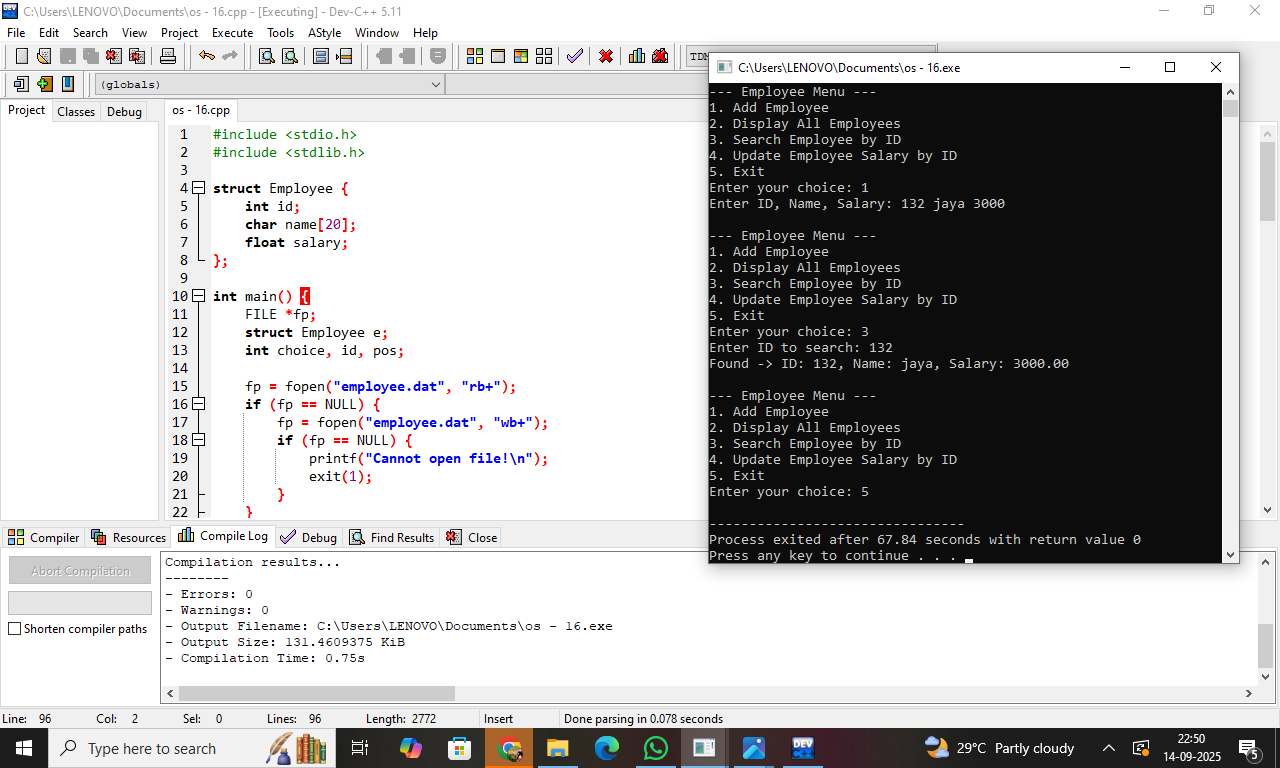 C:\Users\LENOVO\Documents\os - 16.cpp - [Executing] - Dev-C++ 5.11
File Edit Search View Project Execute Tools AStyle Window Help
(globals)
Project Classes Debug
os - 16.cpp
1 #include <stdio.h>
2 #include <stdlib.h>
3
4 struct Employee {
5 int id;
6 char name[20];
7 float salary;
8 };
9
10 int main() {
11 FILE *fp;
12 struct Employee e;
13 int choice, id, pos;
14
15 fp = fopen("employee.dat", "rb+");
16 if (fp == NULL) {
17 fp = fopen("employee.dat", "wb+");
18 if (fp == NULL) {
19 printf("Cannot open file!\n");
20 exit(1);
21 }
22 }
C:\Users\LENOVO\Documents\os - 16.exe
--- Employee Menu ---
1. Add Employee
2. Display All Employees
3. Search Employee by ID
4. Update Employee Salary by ID
5. Exit
Enter your choice: 1
Enter ID, Name, Salary: 132 jaya 3000
--- Employee Menu ---
1. Add Employee
2. Display All Employees
3. Search Employee by ID
4. Update Employee Salary by ID
5. Exit
Enter your choice: 3
Enter ID to search: 132
Found -> ID: 132, Name: jaya, Salary: 3000.00
--- Employee Menu ---
1. Add Employee
2. Display All Employees
3. Search Employee by ID
4. Update Employee Salary by ID
5. Exit
Enter your choice: 5
--------------------------------
Process exited after 67.84 seconds with return value 0
Press any key to continue . . .
Compiler Resources Compile Log Debug Find Results Close
Abort Compilation
Shorten compiler paths
Compilation results...
--------
- Errors: 0
- Warnings: 0
- Output Filename: C:\Users\LENOVO\Documents\os - 16.exe
- Output Size: 131.4609375 KiB
- Compilation Time: 0.75s
Line: 96 Col: 2 Sel: 0 Lines: 96 Length: 2772 Insert Done parsing in 0.078 seconds
Type here to search
DEV
29°C Partly cloudy
22:50
14-09-2025
5